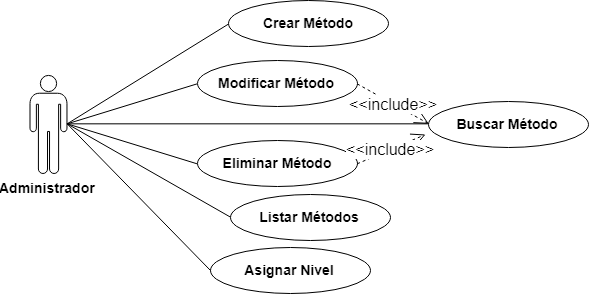 Crear Método
Modificar Método
<<include>>
Buscar Método
<<include>>
Eliminar Método
Administrador
Listar Métodos
Asignar Nivel